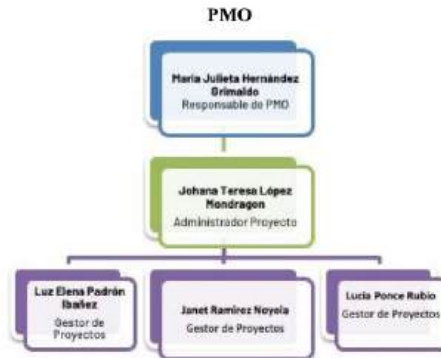 PMO
María Julieta Hernández
Grimaldo
Responsable de PMO
Johana Teresa López
Mondragon
Administrador Proyecto
Luz Elena Padrón
Ibañez
Gestor de
Proyectos
Janet Ramírez Noyola
Gestor de Proyectos
Lucia Ponce Rubio
Gestor de Proyectos